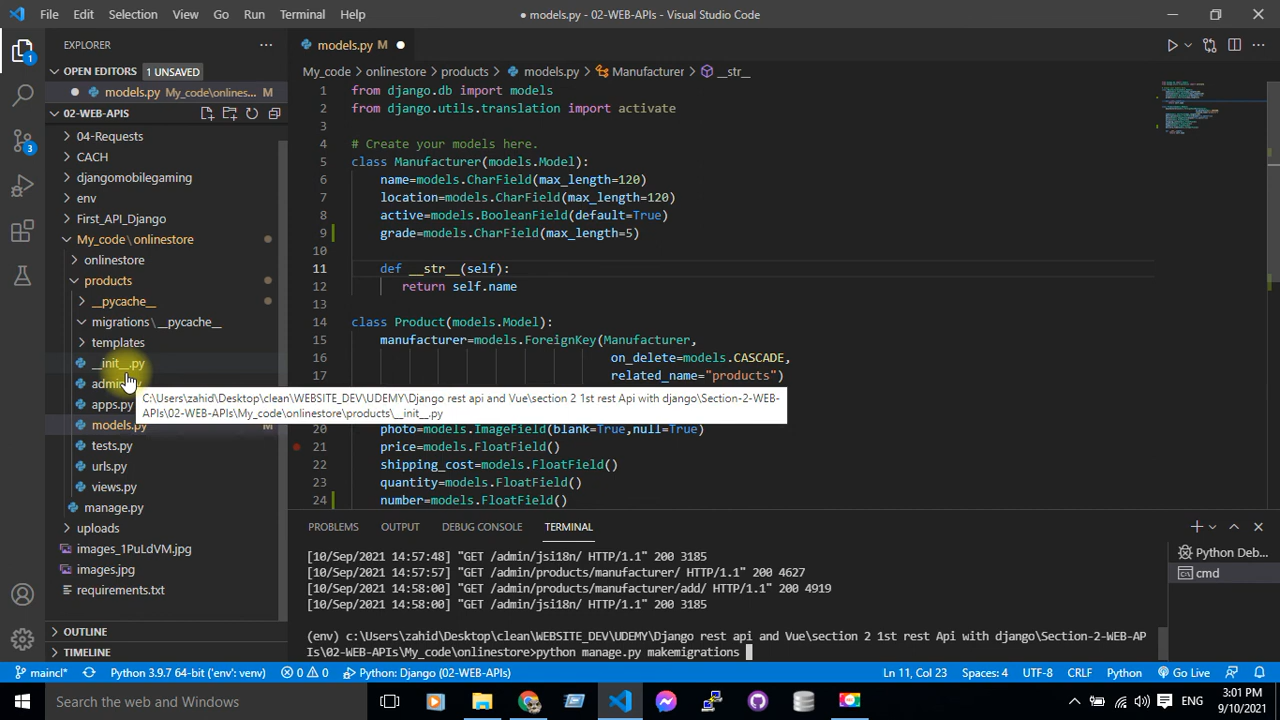 File Edit Selection View Go Run Terminal Help
● models.py - 02-WEB-APIs - Visual Studio Code
EXPLORER
OPEN EDITORS 1 UNSAVED
models.py My_code\onlines... M
02-WEB-APIS
04-Requests
CACH
djangomobilegaming
env
First_API_Django
My_code\onlinestore
onlinestore
products
__pycache__
migrations\__pycache__
templates
__init__.py
apps.py
models.py M
tests.py
urls.py
views.py
manage.py
uploads
images_1PuLdVM.jpg
images.jpg
requirements.txt
OUTLINE
TIMELINE
models.py M
My_code > onlinestore > products > models.py > Manufacturer > __str__
1 from django.db import models
2 from django.utils.translation import activate
3
4 # Create your models here.
5 class Manufacturer(models.Model):
6 name=models.CharField(max_length=120)
7 location=models.CharField(max_length=120)
8 active=models.BooleanField(default=True)
9 grade=models.CharField(max_length=5)
10
11 def __str__(self):
12 return self.name
13
14 class Product(models.Model):
15 manufacturer=models.ForeignKey(Manufacturer,
16 on_delete=models.CASCADE,
17 related_name="products")
C:\Users\zahid\Desktop\clean\WEBSITE_DEV\UDEMY\Django rest api and Vue\section 2 1st rest Api with django\Section-2-WEB-
APIs\02-WEB-APIs\My_code\onlinestore\products\__init__.py
20 photo=models.ImageField(blank=True,null=True)
21 price=models.FloatField()
22 shipping_cost=models.FloatField()
23 quantity=models.FloatField()
24 number=models.FloatField()
PROBLEMS OUTPUT DEBUG CONSOLE TERMINAL
[10/Sep/2021 14:57:48] "GET /admin/jsi18n/ HTTP/1.1" 200 3185
[10/Sep/2021 14:57:57] "GET /admin/products/manufacturer/ HTTP/1.1" 200 4627
[10/Sep/2021 14:58:00] "GET /admin/products/manufacturer/add/ HTTP/1.1" 200 4919
[10/Sep/2021 14:58:00] "GET /admin/jsi18n/ HTTP/1.1" 200 3185
(env) c:\Users\zahid\Desktop\clean\WEBSITE_DEV\UDEMY\Django rest api and Vue\section 2 1st rest Api with django\Section-2-WEB-AP
Is\02-WEB-APIs\My_code\onlinestore>python manage.py makemigrations
Python Deb...
cmd
maincl* Python 3.9.7 64-bit ('env': venv) 0 0 Python: Django (02-WEB-APIs) Ln 11, Col 23 Spaces: 4 UTF-8 CRLF Python Go Live
Type here to search
ENG
3:01 PM
9/10/2021